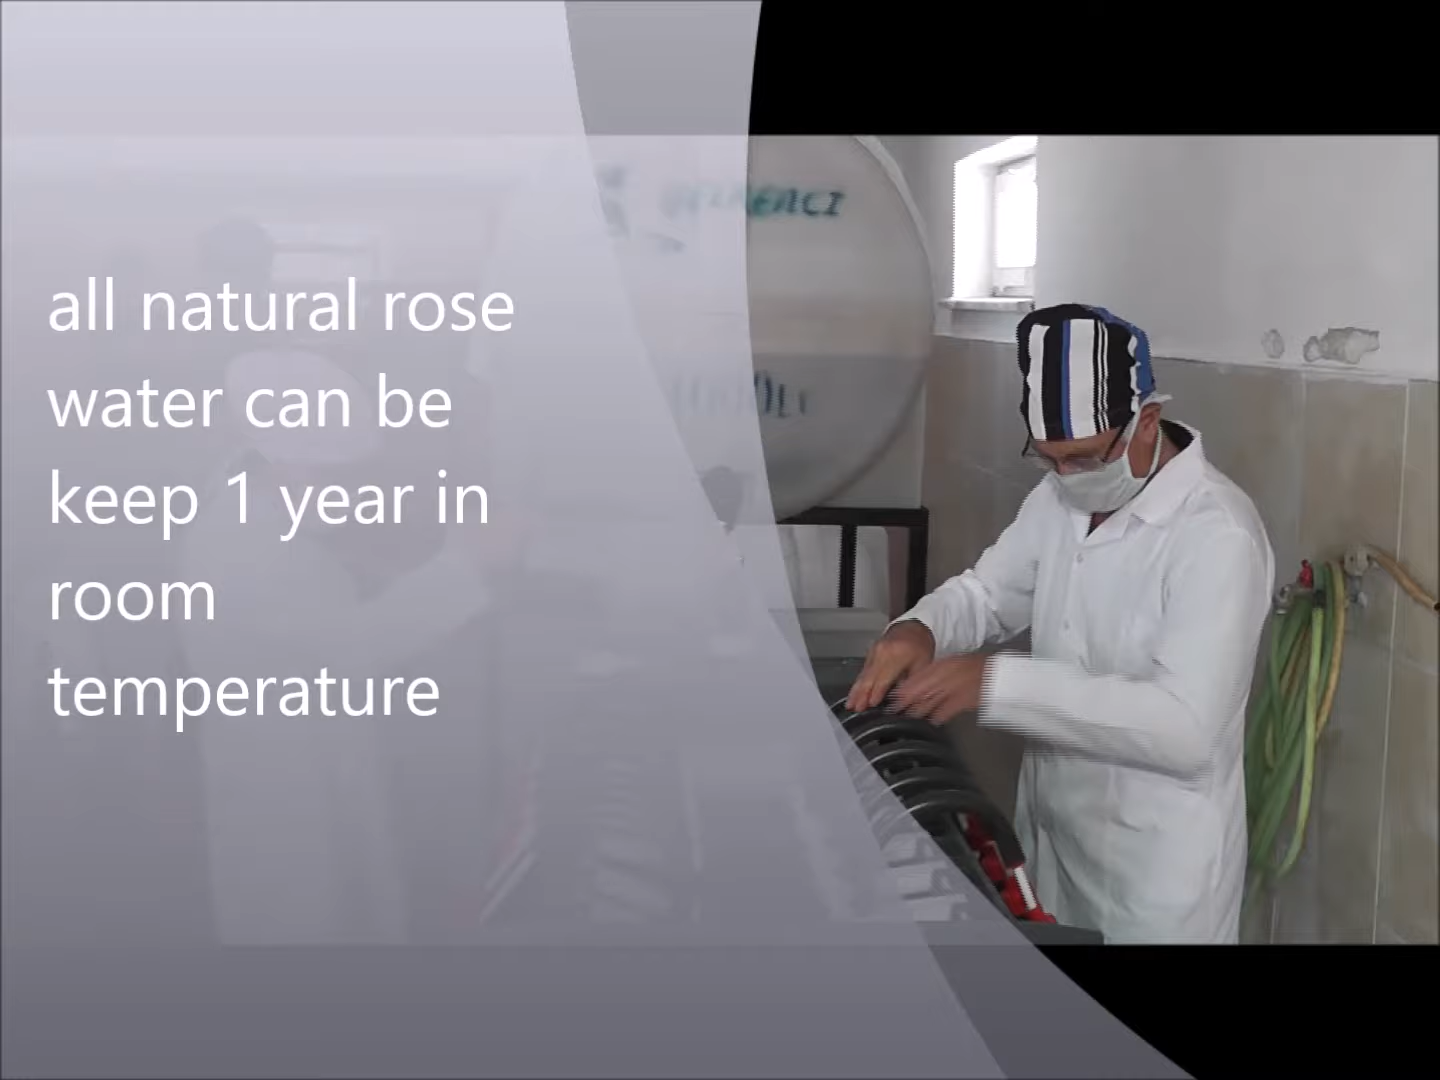 all natural rose
water can be
keep 1 year in
room
temperature